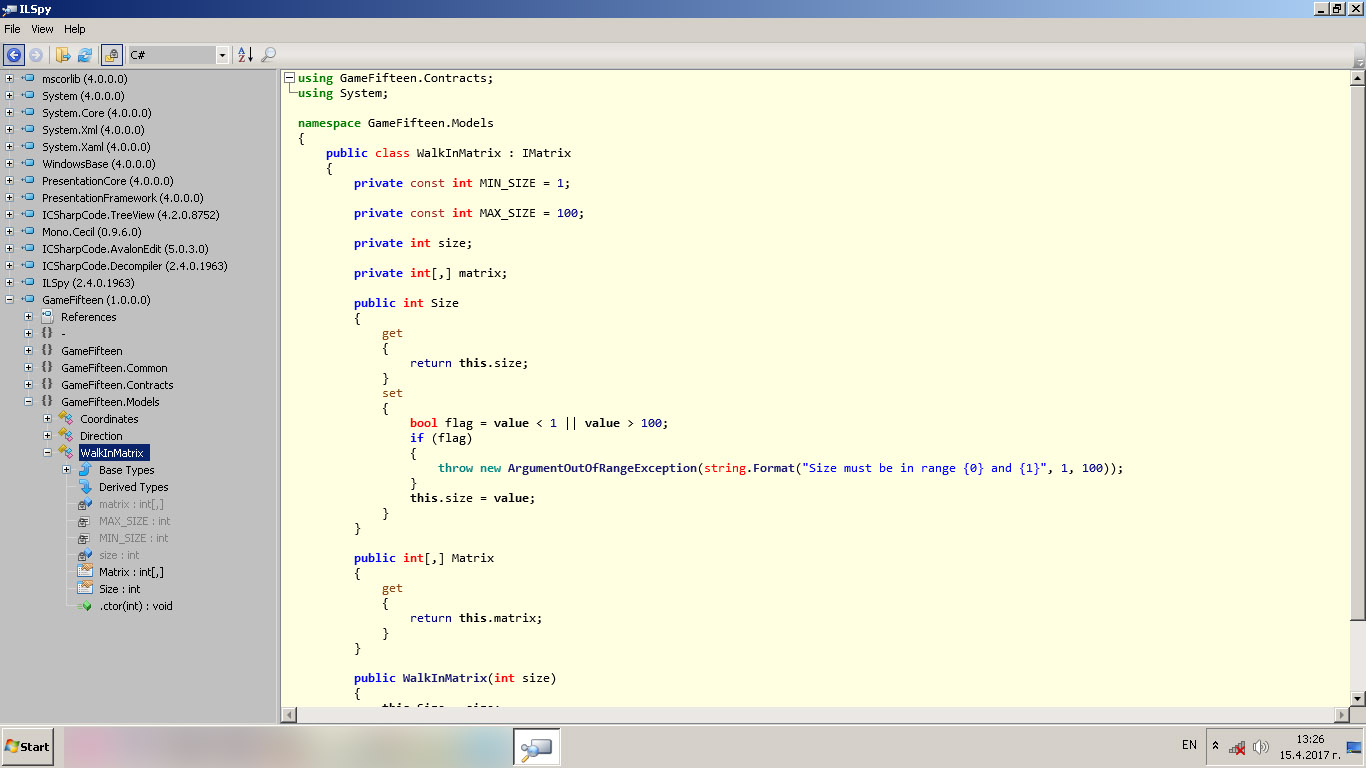 ILSpy
File View Help
C#
mscorlib (4.0.0.0)
System (4.0.0.0)
System.Core (4.0.0.0)
System.Xml (4.0.0.0)
System.Xaml (4.0.0.0)
WindowsBase (4.0.0.0)
PresentationCore (4.0.0.0)
PresentationFramework (4.0.0.0)
ICSharpCode.TreeView (4.2.0.8752)
Mono.Cecil (0.9.6.0)
ICSharpCode.AvalonEdit (5.0.3.0)
ICSharpCode.Decompiler (2.4.0.1963)
ILSpy (2.4.0.1963)
GameFifteen (1.0.0.0)
References
{} -
{} GameFifteen
{} GameFifteen.Common
{} GameFifteen.Contracts
{} GameFifteen.Models
Coordinates
Direction
WalkInMatrix
Base Types
Derived Types
matrix : int[,]
MAX_SIZE : int
MIN_SIZE : int
size : int
Matrix : int[,]
Size : int
.ctor(int) : void
using GameFifteen.Contracts;
using System;
namespace GameFifteen.Models
{
public class WalkInMatrix : IMatrix
{
private const int MIN_SIZE = 1;
private const int MAX_SIZE = 100;
private int size;
private int[,] matrix;
public int Size
{
get
{
return this.size;
}
set
{
bool flag = value < 1 || value > 100;
if (flag)
{
throw new ArgumentOutOfRangeException(string.Format("Size must be in range {0} and {1}", 1, 100));
}
this.size = value;
}
}
public int[,] Matrix
{
get
{
return this.matrix;
}
}
public WalkInMatrix(int size)
{
Start
EN
13:26
15.4.2017 г.